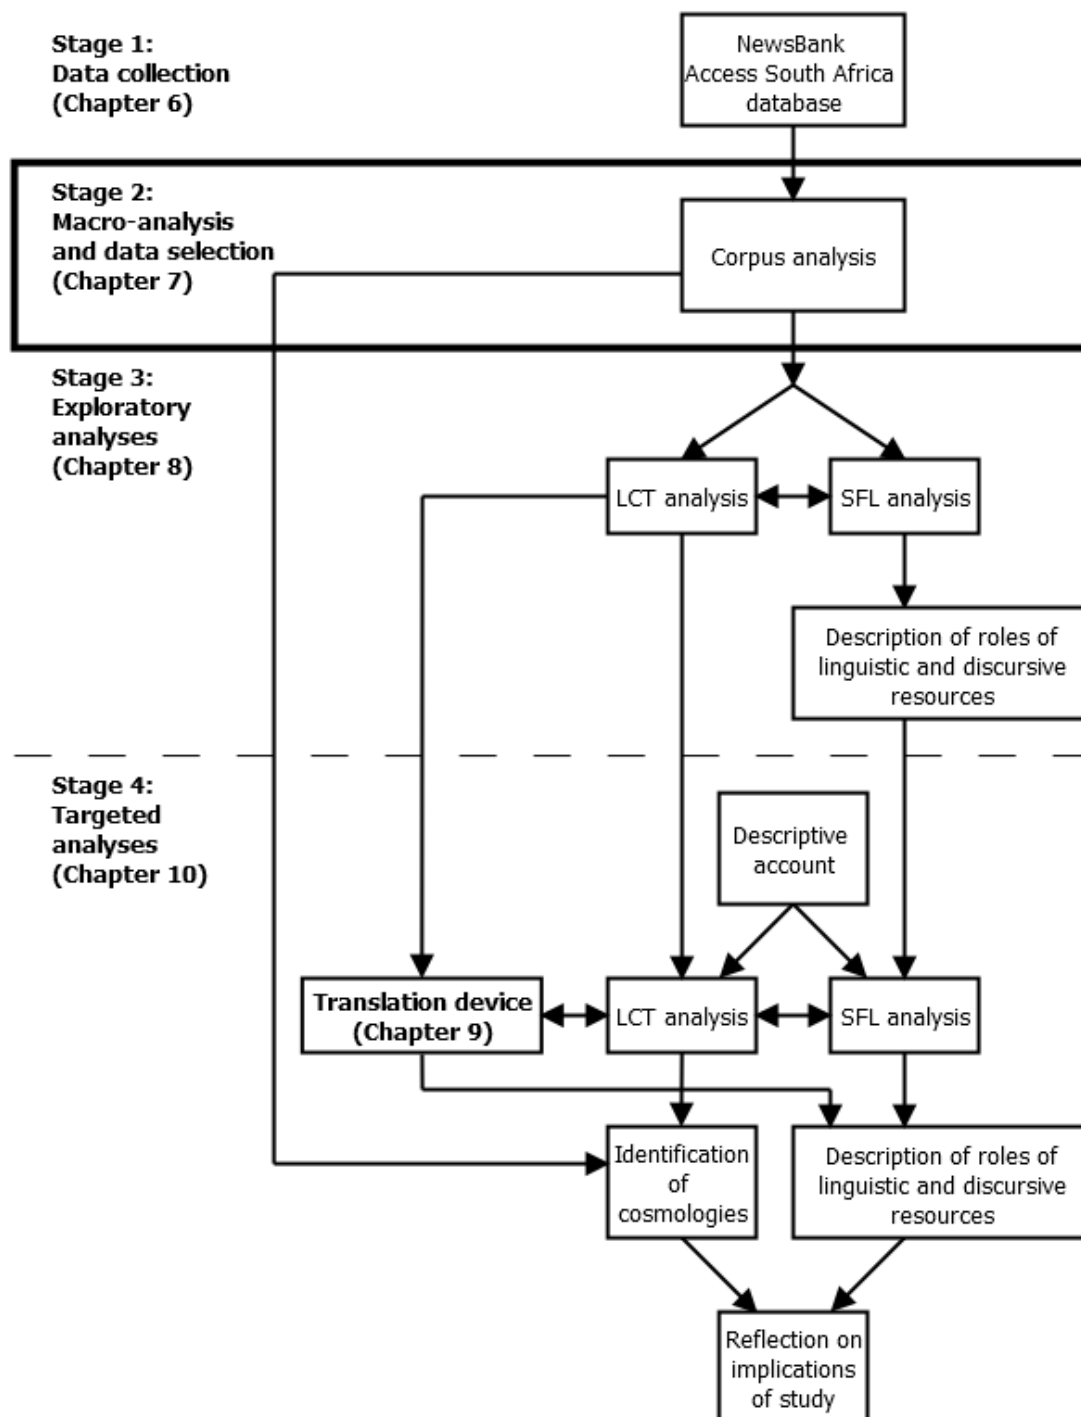 Stage 1:
Data collection
(Chapter 6)
NewsBank
Access South Africa
database
Stage 2:
Macro-analysis
and data selection
(Chapter 7)
Corpus analysis
Stage 3:
Exploratory
analyses
(Chapter 8)
LCT analysis
SFL analysis
Description of roles of
linguistic and discursive
resources
Stage 4:
Targeted
analyses
(Chapter 10)
Descriptive
account
Translation device
(Chapter 9)
LCT analysis
SFL analysis
Identification
of
cosmologies
Description of roles of
linguistic and discursive
resources
Reflection on
implications
of study